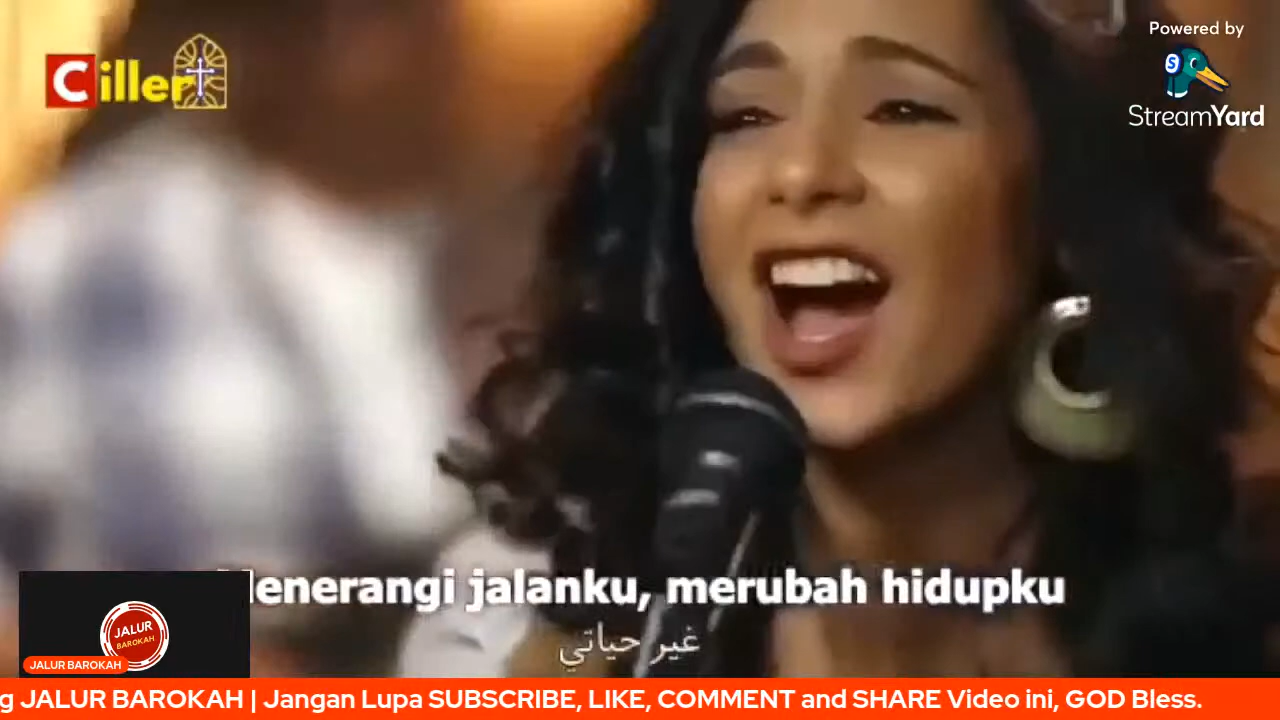 Powered by
StreamYard
Ciller
enerangi jalanku, merubah hidupku
غير حياتي
JALUR
BAROKAH
JALUR BAROKAH
g JALUR BAROKAH | Jangan Lupa SUBSCRIBE, LIKE, COMMENT and SHARE Video ini, GOD Bless.